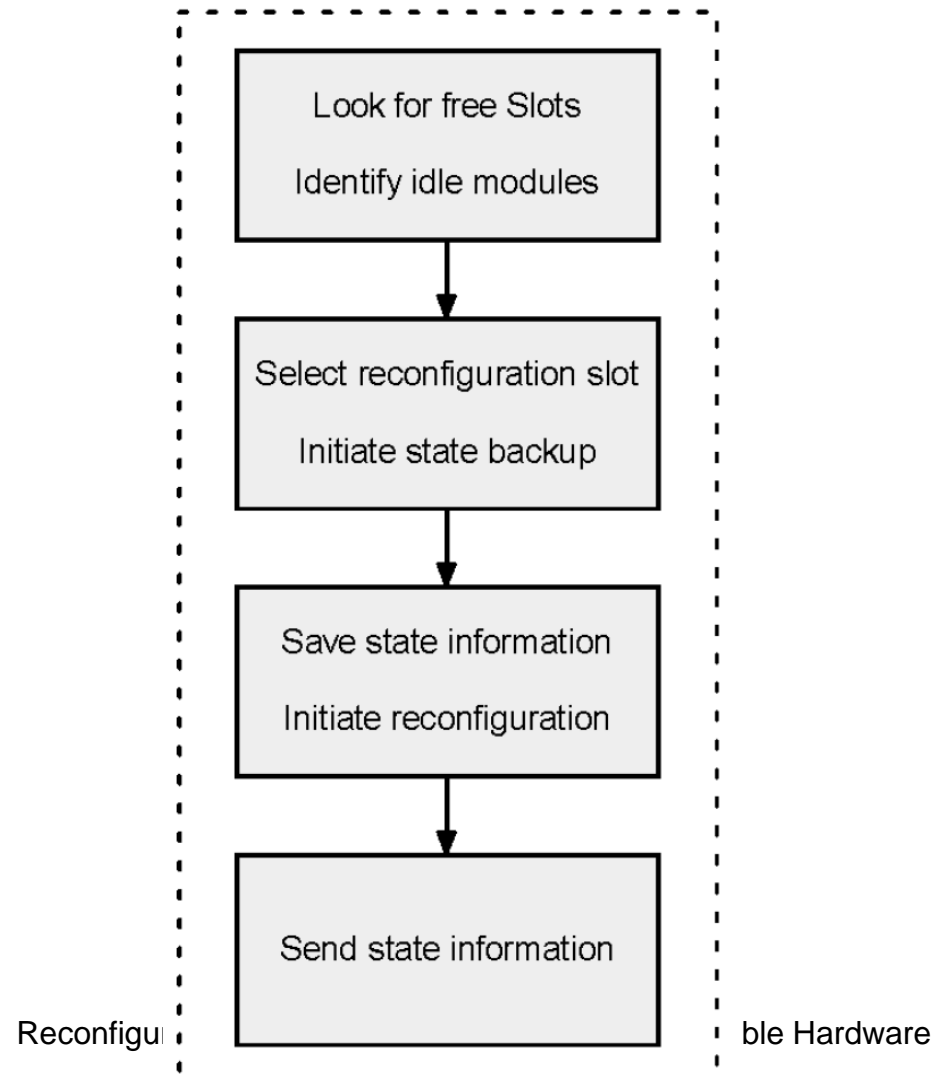 Look for free Slots
Identify idle modules
Select reconfiguration slot
Initiate state backup
Save state information
Initiate reconfiguration
Send state information
ble Hardware